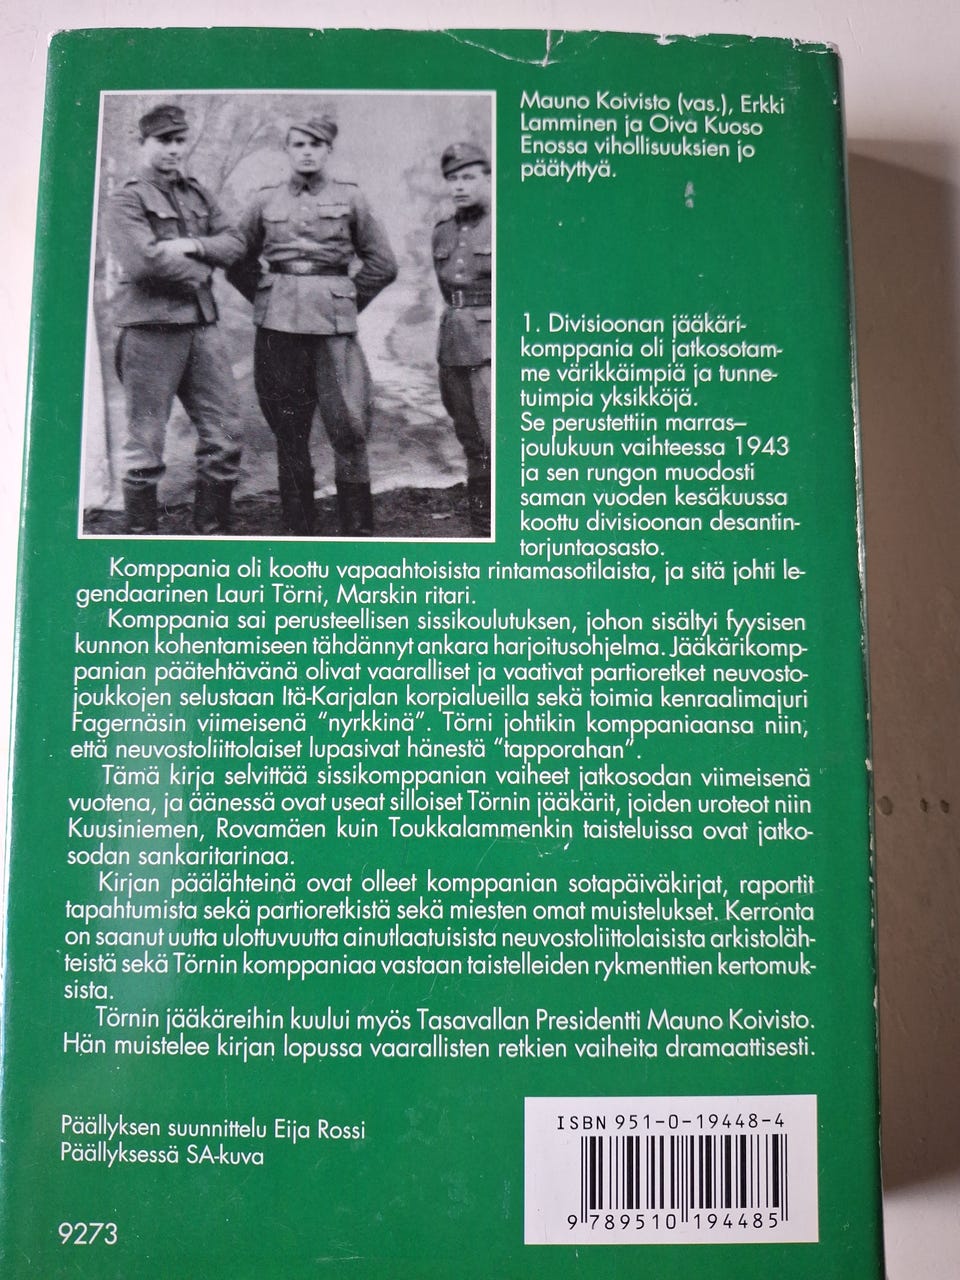 Mauno Koivisto (vas.), Erkki
Lamminen ja Oiva Kuoso
Enossa vihollisuuksien jo
päätyttyä.
1. Divisioonan jääkäri-
komppania oli jatkosotam-
me värikkäimpiä ja tunne-
tuimpia yksikköjä.
Se perustettiin marras–
joulukuun vaihteessa 1943
ja sen rungon muodosti
saman vuoden kesäkuussa
koottu divisioonan desantin-
torjuntaosasto.
Komppania oli koottu vapaahtoisista rintamasotilaista, ja sitä johti le-
gendaarinen Lauri Törni, Marskin ritari.
Komppania sai perusteellisen sissikoulutuksen, johon sisältyi fyysisen
kunnon kohentamiseen tähdännyt ankara harjoitusohjelma. Jääkärikomp-
panian päätehtävänä olivat vaaralliset ja vaativat partioretket neuvosto-
joukkojen selustaan Itä-Karjalan korpialueilla sekä toimia kenraalimajuri
Fagernäsin viimeisenä "nyrkkinä". Törni johtikin komppaniaansa niin,
että neuvostoliittolaiset lupasivat hänestä "tapporahan".
Tämä kirja selvittää sissikomppanian vaiheet jatkosodan viimeisenä
vuotena, ja äänessä ovat useat silloiset Törnin jääkärit, joiden uroteot niin
Kuusiniemen, Rovamäen kuin Toukkalammenkin taisteluissa ovat jatko-
sodan sankaritarinaa.
Kirjan päälähteinä ovat olleet komppanian sotapäiväkirjat, raportit
tapahtumista sekä partioretkistä sekä miesten omat muistelukset. Kerronta
on saanut uutta ulottuvuutta ainutlaatuisista neuvostoliittolaisista arkistoläh-
teistä sekä Törnin komppaniaa vastaan taistelleiden rykmenttien kertomuk-
sista.
Törnin jääkäreihin kuului myös Tasavallan Presidentti Mauno Koivisto.
Hän muistelee kirjan lopussa vaarallisten retkien vaiheita dramaattisesti.
Päällyksen suunnittelu Eija Rossi
Päällyksessä SA-kuva
9273
ISBN 951-0-19448-4
9 789510 194485